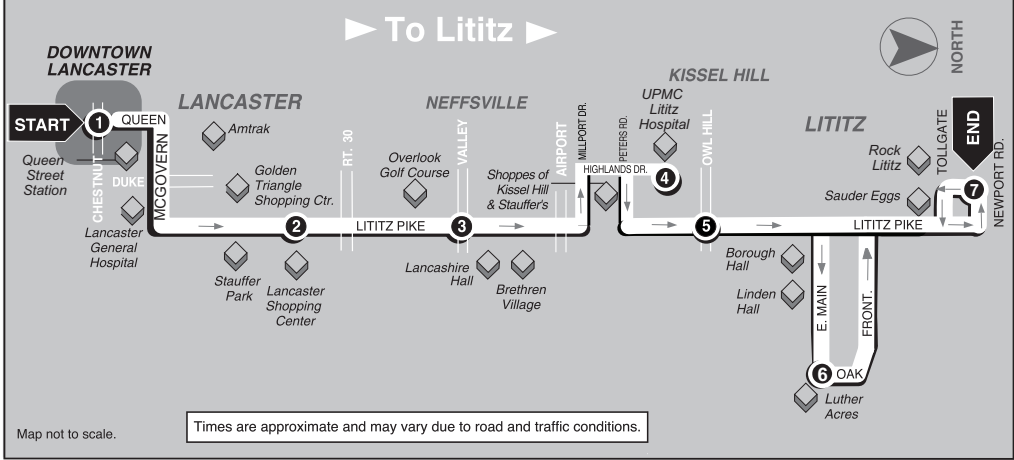 To Lititz
NORTH
DOWNTOWN
LANCASTER
START
1
QUEEN
Queen
Street
Station
CHESTNUT
DUKE
MCGOVERN
Lancaster
General
Hospital
LANCASTER
Amtrak
Golden
Triangle
Shopping Ctr.
2
Stauffer
Park
Lancaster
Shopping
Center
RT. 30
LITITZ PIKE
NEFFSVILLE
Overlook
Golf Course
VALLEY
3
Lancashire
Hall
Brethren
Village
Shoppes of
Kissel Hill
& Stauffer's
AIRPORT
MILLPORT DR.
HIGHLANDS DR.
PETERS RD.
KISSEL HILL
UPMC
Lititz
Hospital
4
OWL HILL
5
LITITZ
Rock
Lititz
Sauder Eggs
LITITZ PIKE
TOLLGATE
END
7
NEWPORT RD.
Borough
Hall
Linden
Hall
E. MAIN
FRONT.
6
OAK
Luther
Acres
Map not to scale.
Times are approximate and may vary due to road and traffic conditions.